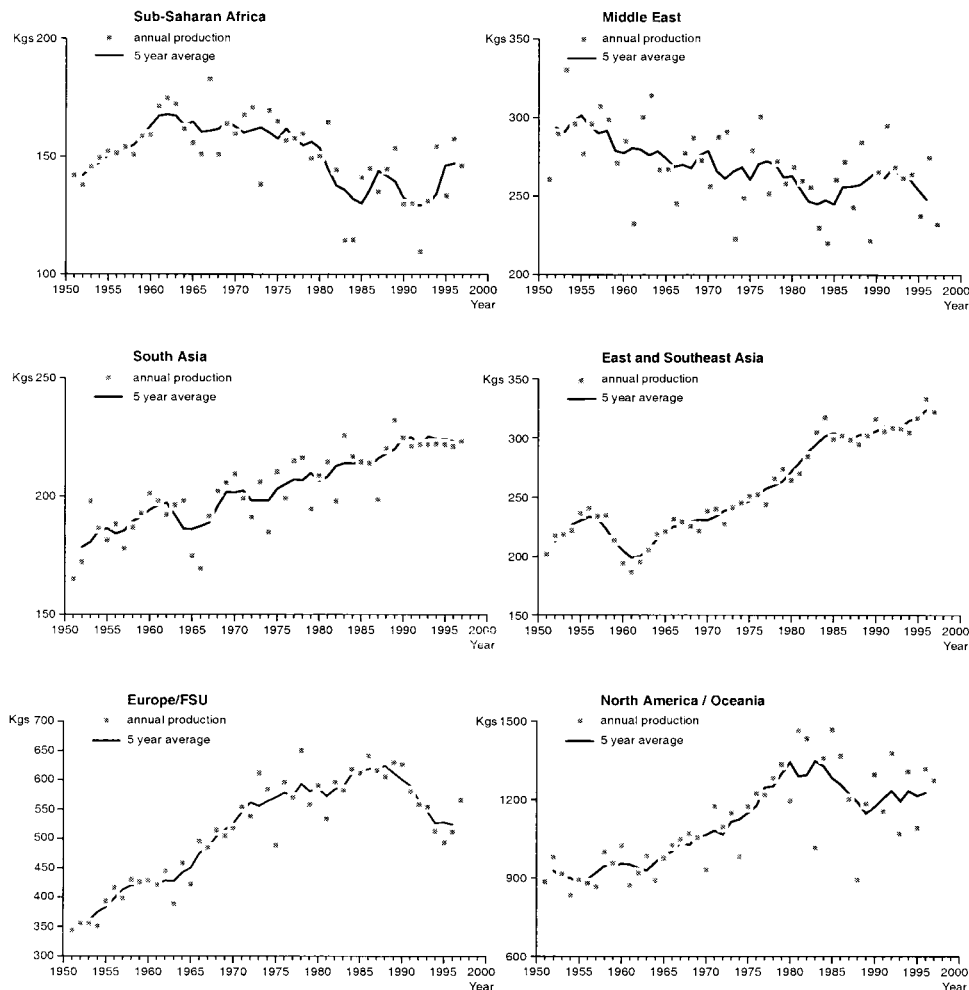 Sub-Saharan Africa
Kgs 200
annual production
5 year average
150
100
1950 1955 1960 1965 1970 1975 1980 1985 1990 1995 2000
Year
Middle East
Kgs 350
annual production
5 year average
300
250
200
1950 1955 1960 1965 1970 1975 1980 1985 1990 1995 2000
Year
South Asia
Kgs 250
annual production
5 year average
200
150
1950 1955 1960 1965 1970 1975 1980 1985 1990 1995 2000
Year
East and Southeast Asia
Kgs 350
annual production
5 year average
300
250
200
150
1950 1955 1960 1965 1970 1975 1980 1985 1990 1995 2000
Year
Europe/FSU
Kgs 700
annual production
5 year average
650
600
550
500
450
400
350
300
1950 1955 1960 1965 1970 1975 1980 1985 1990 1995 2000
Year
North America / Oceania
Kgs 1500
annual production
5 year average
1200
900
600
1950 1955 1960 1965 1970 1975 1980 1985 1990 1995 2000
Year